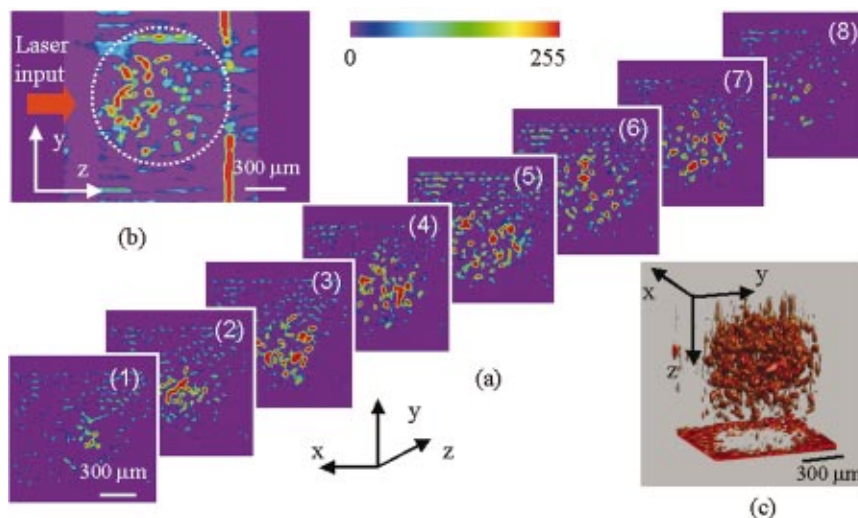 Laser
input
y
z
300 μm
(b)
0
255
(8)
(7)
(6)
(5)
(4)
(3)
(2)
(1)
300 μm
(a)
y
x
z
x
y
z
300 μm
(c)